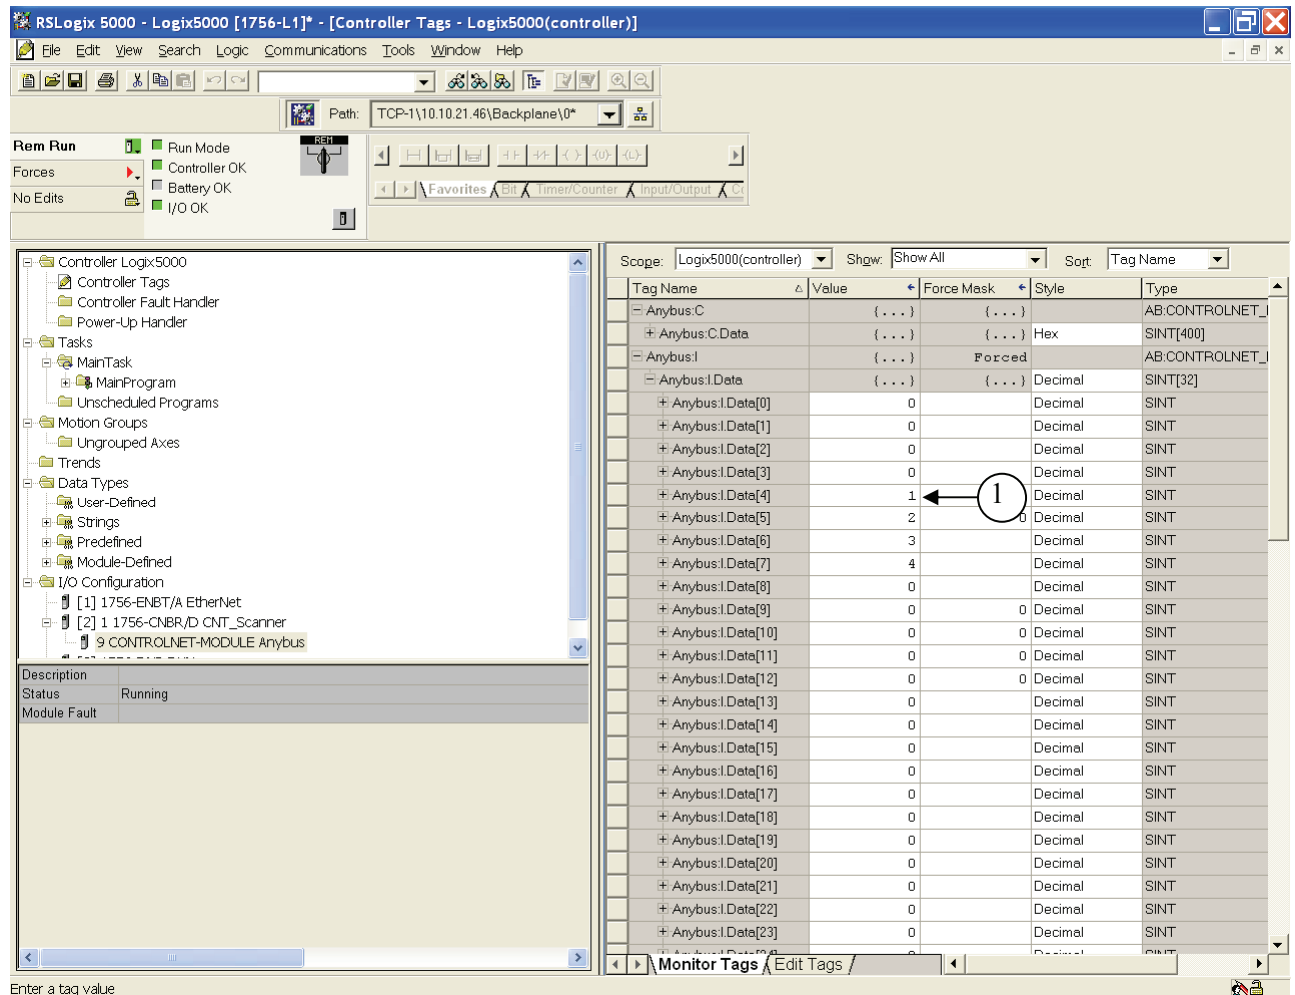 RSLogix 5000 - Logix5000 [1756-L1]* - [Controller Tags - Logix5000(controller)]
File Edit View Search Logic Communications Tools Window Help
Path: TCP-1\10.10.21.46\Backplane\0*
Rem Run Run Mode REM
Forces Controller OK
Battery OK
No Edits I/O OK
Favorites Bit Timer/Counter Input/Output
Controller Logix5000
Controller Tags
Controller Fault Handler
Power-Up Handler
Tasks
MainTask
MainProgram
Unscheduled Programs
Motion Groups
Ungrouped Axes
Trends
Data Types
User-Defined
Strings
Predefined
Module-Defined
I/O Configuration
[1] 1756-ENBT/A EtherNet
[2] 1 1756-CNBR/D CNT_Scanner
9 CONTROLNET-MODULE Anybus
Description
Status Running
Module Fault
Scope: Logix5000(controller) Show: Show All Sort: Tag Name
Tag Name Value Force Mask Style Type
Anybus:C {...} {...} AB:CONTROLNET_
Anybus:C.Data {...} {...} Hex SINT[400]
Anybus:I {...} Forced AB:CONTROLNET_
Anybus:I.Data {...} {...} Decimal SINT[32]
Anybus:I.Data[0] 0 Decimal SINT
Anybus:I.Data[1] 0 Decimal SINT
Anybus:I.Data[2] 0 Decimal SINT
Anybus:I.Data[3] 0 Decimal SINT
Anybus:I.Data[4] 1 1 Decimal SINT
Anybus:I.Data[5] 2 0 Decimal SINT
Anybus:I.Data[6] 3 Decimal SINT
Anybus:I.Data[7] 4 Decimal SINT
Anybus:I.Data[8] 0 Decimal SINT
Anybus:I.Data[9] 0 0 Decimal SINT
Anybus:I.Data[10] 0 0 Decimal SINT
Anybus:I.Data[11] 0 0 Decimal SINT
Anybus:I.Data[12] 0 0 Decimal SINT
Anybus:I.Data[13] 0 Decimal SINT
Anybus:I.Data[14] 0 Decimal SINT
Anybus:I.Data[15] 0 Decimal SINT
Anybus:I.Data[16] 0 Decimal SINT
Anybus:I.Data[17] 0 Decimal SINT
Anybus:I.Data[18] 0 Decimal SINT
Anybus:I.Data[19] 0 Decimal SINT
Anybus:I.Data[20] 0 Decimal SINT
Anybus:I.Data[21] 0 Decimal SINT
Anybus:I.Data[22] 0 Decimal SINT
Anybus:I.Data[23] 0 Decimal SINT
Monitor Tags Edit Tags
Enter a tag value